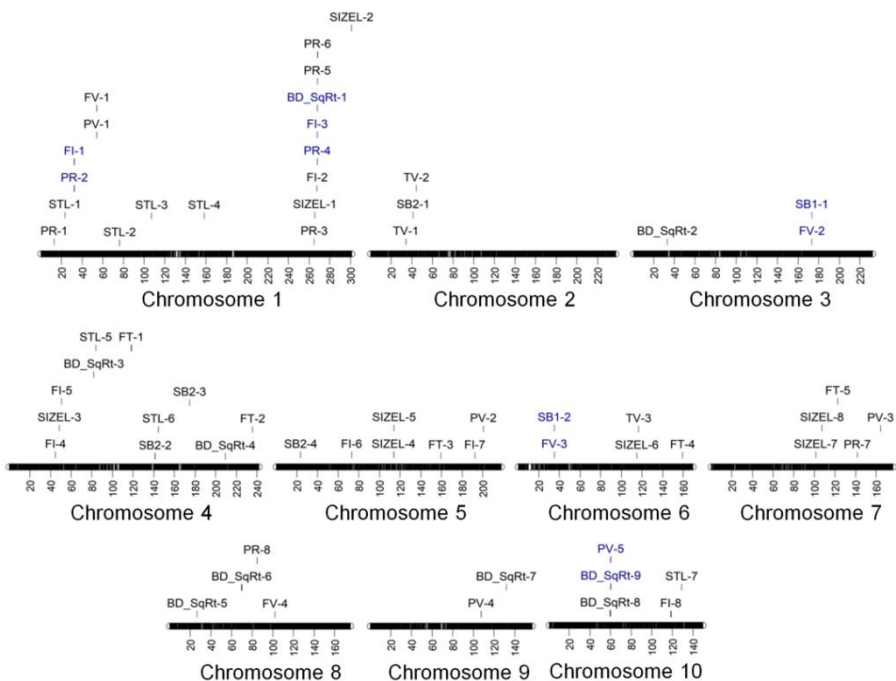 SIZEL-2
PR-6
PR-5
FV-1 BD_SqRt-1
PV-1 FI-3
FI-1 PR-4
PR-2 FI-2 TV-2
STL-1 STL-3 STL-4 SIZEL-1 SB2-1 SB1-1
PR-1 STL-2 PR-3 TV-1 BD_SqRt-2 FV-2
20 40 60 80 100 120 140 160 180 200 220 240 260 280 300 20 40 60 80 100 120 140 160 180 200 220 20 40 60 80 100 120 140 160 180 200 220
Chromosome 1 Chromosome 2 Chromosome 3
STL-5 FT-1
BD_SqRt-3
FI-5 SB2-3 FT-5
SIZEL-3 STL-6 FT-2 SIZEL-5 PV-2 SB1-2 TV-3 SIZEL-8 PV-3
FI-4 SB2-2 BD_SqRt-4 SB2-4 FI-6 SIZEL-4 FT-3 FI-7 FV-3 SIZEL-6 FT-4 SIZEL-7 PR-7
20 40 60 80 100 120 140 160 180 200 220 240 20 40 60 80 100 120 140 160 180 200 20 40 60 80 100 120 140 160 20 40 60 80 100 120 140 160
Chromosome 4 Chromosome 5 Chromosome 6 Chromosome 7
PR-8 PV-5
BD_SqRt-6 BD_SqRt-7 BD_SqRt-9 STL-7
BD_SqRt-5 FV-4 PV-4 BD_SqRt-8 FI-8
20 40 60 80 100 120 140 160 20 40 60 80 100 120 140 20 40 60 80 100 120 140
Chromosome 8 Chromosome 9 Chromosome 10